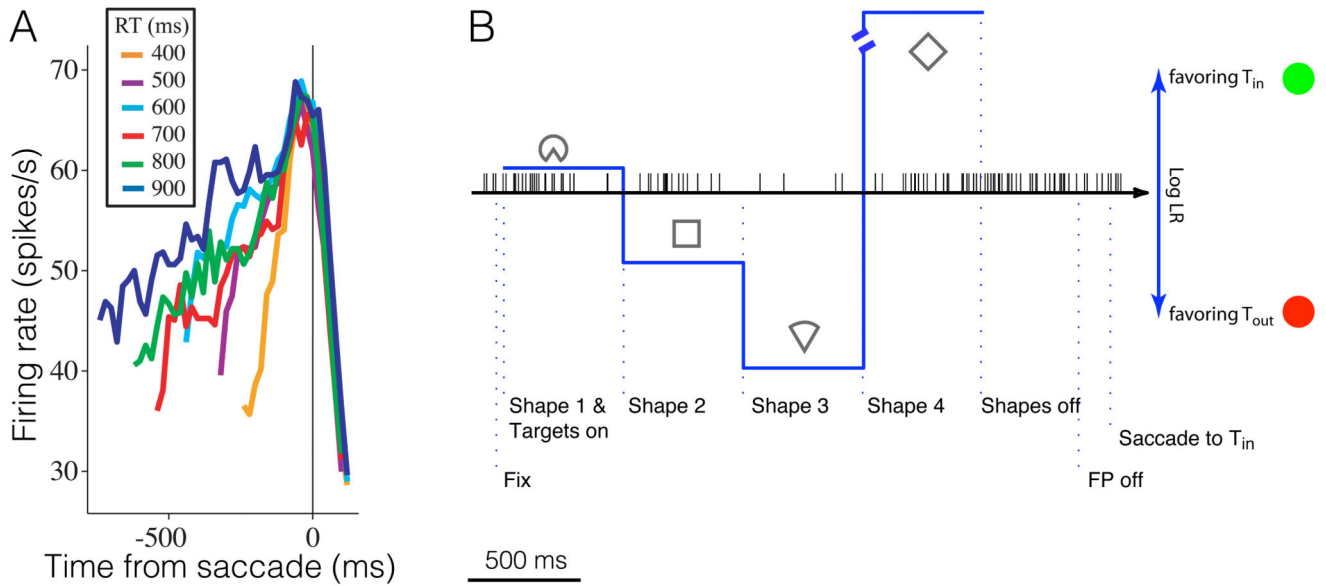 A
RT (ms)
400
500
600
700
800
900
70
60
50
40
30
Firing rate (spikes/s)
-500
0
Time from saccade (ms)
B
favoring Tin
Log LR
favoring Tout
Shape 1 &
Targets on
Shape 2
Shape 3
Shape 4
Shapes off
Saccade to Tin
Fix
FP off
500 ms